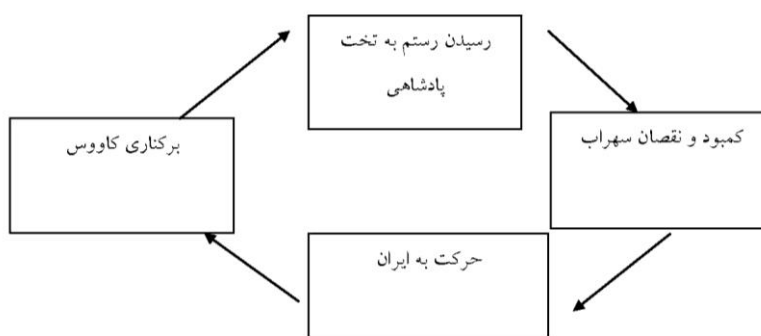 رسیدن رستم به تخت
پادشاهی
کمبود و نقصان سهراب
برکناری کاووس
حرکت به ایران